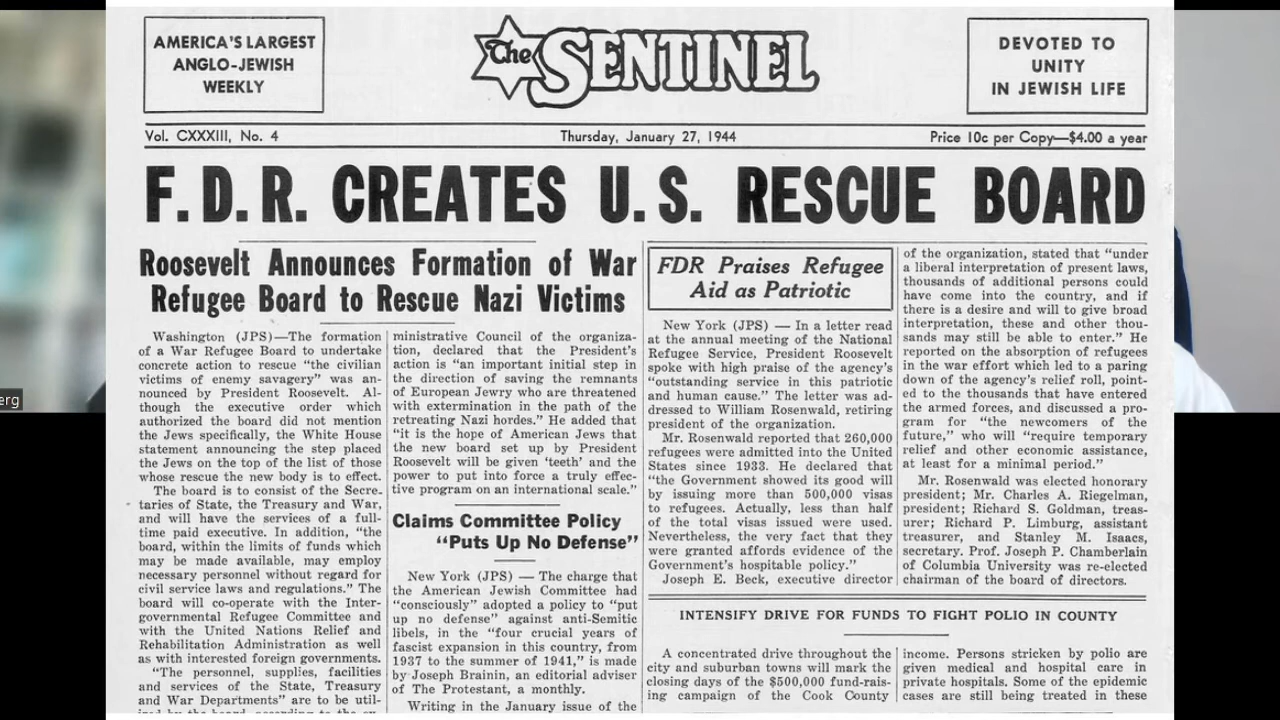 AMERICA'S LARGEST
ANGLO-JEWISH
WEEKLY
The SENTINEL
DEVOTED TO
UNITY
IN JEWISH LIFE
Vol. CXXXIII, No. 4
Thursday, January 27, 1944
Price 10c per Copy—$4.00 a year
F. D. R. CREATES U. S. RESCUE BOARD
Roosevelt Announces Formation of War
Refugee Board to Rescue Nazi Victims
Washington (JPS)—The formation
of a War Refugee Board to undertake
concrete action to rescue "the civilian
victims of enemy savagery" was an-
nounced by President Roosevelt. Al-
though the executive order which
authorized the board did not mention
the Jews specifically, the White House
statement announcing the step placed
the Jews on the top of the list of those
whose rescue the new body is to effect.
The board is to consist of the Secre-
taries of State, the Treasury and War,
and will have the services of a full-
time paid executive. In addition, "the
board, within the limits of funds which
may be made available, may employ
necessary personnel without regard for
civil service laws and regulations." The
board will co-operate with the Inter-
governmental Refugee Committee and
with the United Nations Relief and
Rehabilitation Administration as well
as with interested foreign governments.
"The personnel, supplies, facilities
and services of the State, Treasury
and War Departments" are to be util-
ministrative Council of the organiza-
tion, declared that the President's
action is "an important initial step in
the direction of saving the remnants
of European Jewry who are threatened
with extermination in the path of the
retreating Nazi hordes." He added that
"it is the hope of American Jews that
the new board set up by President
Roosevelt will be given 'teeth' and the
power to put into force a truly effec-
tive program on an international scale."
Claims Committee Policy
"Puts Up No Defense"
New York (JPS) — The charge that
the American Jewish Committee had
"consciously" adopted a policy to "put
up no defense" against anti-Semitic
libels, in the "four crucial years of
fascist expansion in this country, from
1937 to the summer of 1941," is made
by Joseph Brainin, an editorial adviser
of The Protestant, a monthly.
Writing in the January issue of the
FDR Praises Refugee
Aid as Patriotic
New York (JPS) — In a letter read
at the annual meeting of the National
Refugee Service, President Roosevelt
spoke with high praise of the agency's
"outstanding service in this patriotic
and human cause." The letter was ad-
dressed to William Rosenwald, retiring
president of the organization.
Mr. Rosenwald reported that 260,000
refugees were admitted into the United
States since 1933. He declared that
"the Government showed its good will
by issuing more than 500,000 visas
to refugees. Actually, less than half
of the total visas issued were used.
Nevertheless, the very fact that they
were granted affords evidence of the
Government's hospitable policy."
Joseph E. Beck, executive director
of the organization, stated that "under
a liberal interpretation of present laws,
thousands of additional persons could
have come into the country, and if
there is a desire and will to give broad
interpretation, these and other thou-
sands may still be able to enter." He
reported on the absorption of refugees
in the war effort which led to a paring
down of the agency's relief roll, point-
ed to the thousands that have entered
the armed forces, and discussed a pro-
gram for "the newcomers of the
future," who will "require temporary
relief and other economic assistance,
at least for a minimal period."
Mr. Rosenwald was elected honorary
president; Mr. Charles A. Riegelman,
president; Richard S. Goldman, treas-
urer; Richard P. Limburg, assistant
treasurer, and Stanley M. Isaacs,
secretary. Prof. Joseph P. Chamberlain
of Columbia University was re-elected
chairman of the board of directors.
INTENSIFY DRIVE FOR FUNDS TO FIGHT POLIO IN COUNTY
A concentrated drive throughout the
city and suburban towns will mark the
closing days of the $500,000 fund-rais-
ing campaign of the Cook County
income. Persons stricken by polio are
given medical and hospital care in
private hospitals. Some of the epidemic
cases are still being treated in these
erg